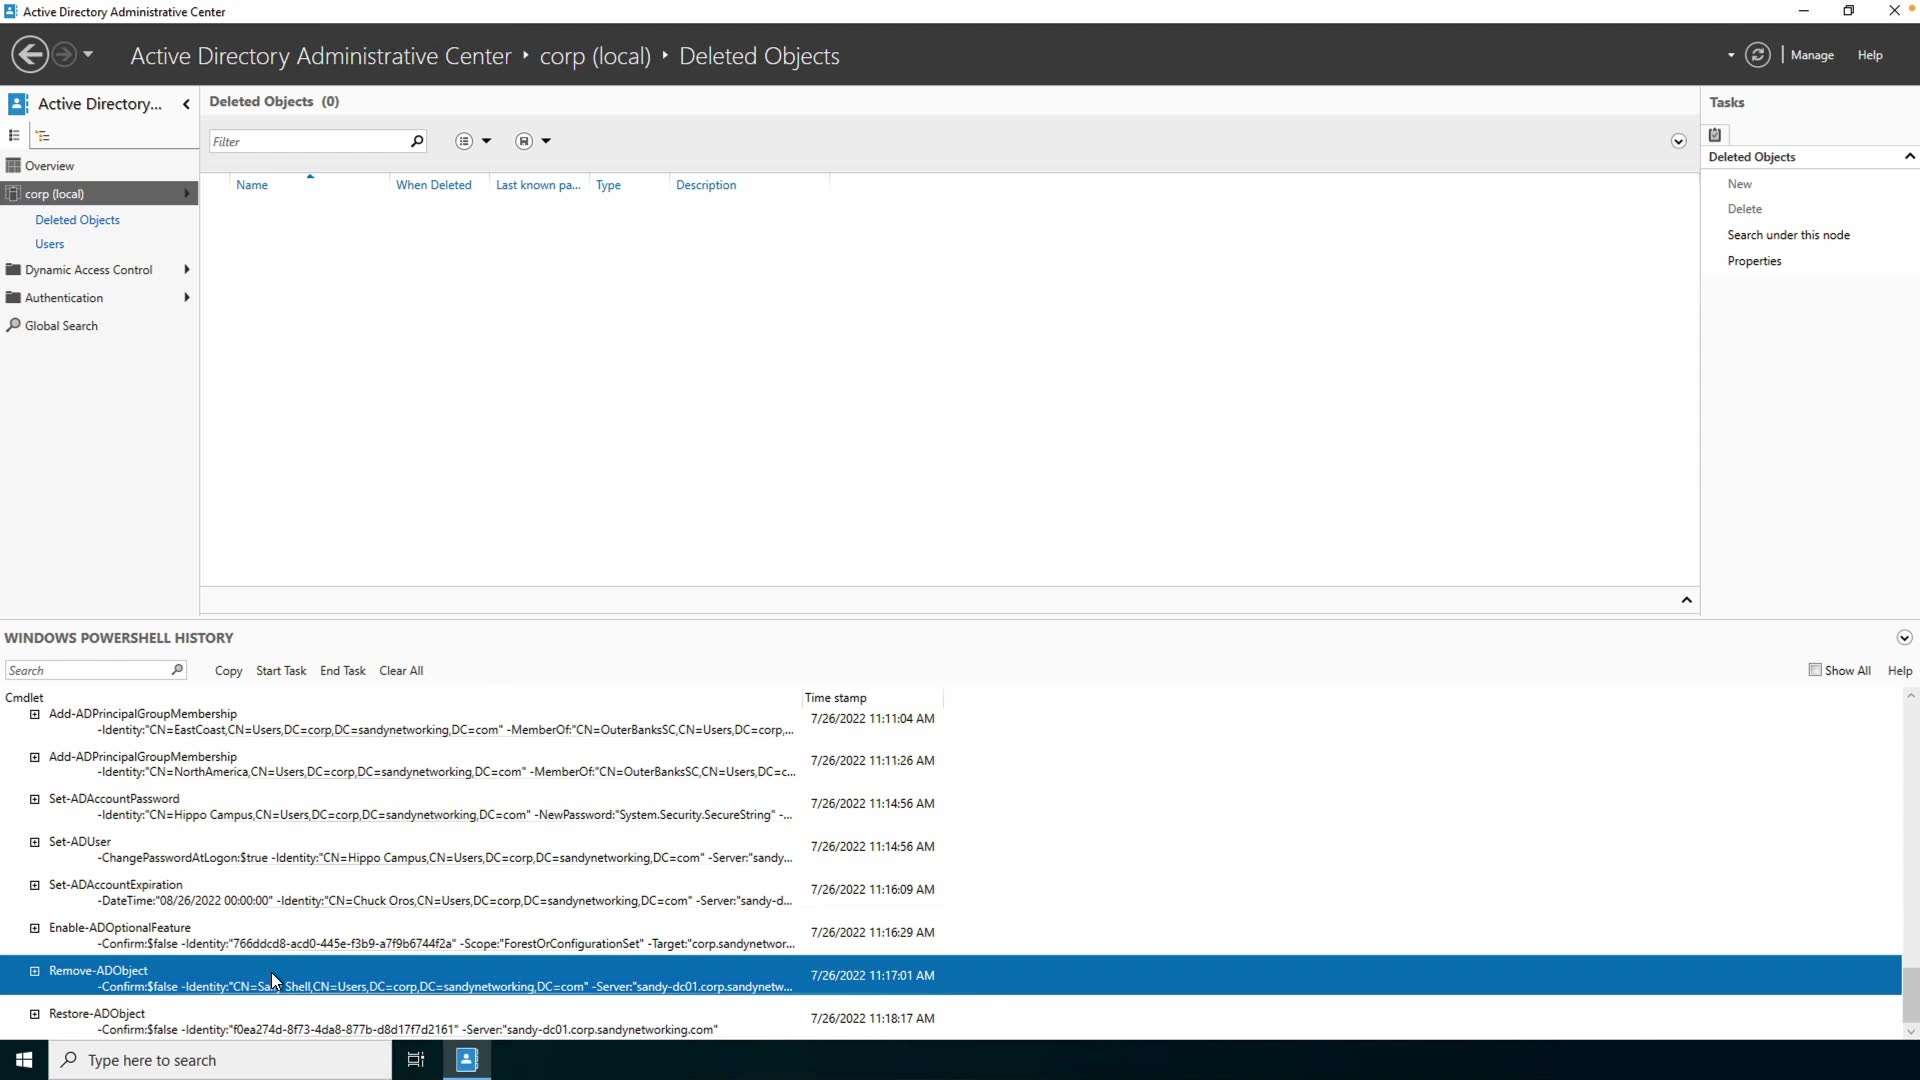 Active Directory Administrative Center
Active Directory Administrative Center • corp (local) • Deleted Objects
Manage
Help
Active Directory...
Overview
corp (local)
Deleted Objects
Users
Dynamic Access Control
Authentication
Global Search
Deleted Objects (0)
Filter
Name
When Deleted
Last known pa...
Type
Description
Tasks
Deleted Objects
New
Delete
Search under this node
Properties
WINDOWS POWERSHELL HISTORY
Search
Copy
Start Task
End Task
Clear All
Show All
Help
Cmdlet
Time stamp
Add-ADPrincipalGroupMembership
7/26/2022 11:11:04 AM
-Identity:"CN=EastCoast,CN=Users,DC=corp,DC=sandynetworking,DC=com" -MemberOf:"CN=OuterBanksSC,CN=Users,DC=corp,...
Add-ADPrincipalGroupMembership
7/26/2022 11:11:26 AM
-Identity:"CN=NorthAmerica,CN=Users,DC=corp,DC=sandynetworking,DC=com" -MemberOf:"CN=OuterBanksSC,CN=Users,DC=c...
Set-ADAccountPassword
7/26/2022 11:14:56 AM
-Identity:"CN=Hippo Campus,CN=Users,DC=corp,DC=sandynetworking,DC=com" -NewPassword:"System.Security.SecureString" -...
Set-ADUser
7/26/2022 11:14:56 AM
-ChangePasswordAtLogon:$true -Identity:"CN=Hippo Campus,CN=Users,DC=corp,DC=sandynetworking,DC=com" -Server:"sandy-...
Set-ADAccountExpiration
7/26/2022 11:16:09 AM
-DateTime:"08/26/2022 00:00:00" -Identity:"CN=Chuck Oros,CN=Users,DC=corp,DC=sandynetworking,DC=com" -Server:"sandy-d...
Enable-ADOptionalFeature
7/26/2022 11:16:29 AM
-Confirm:$false -Identity:"766ddcd8-acd0-445e-f3b9-a7f9b6744f2a" -Scope:"ForestOrConfigurationSet" -Target:"corp.sandynetwor...
Remove-ADObject
7/26/2022 11:17:01 AM
-Confirm:$false -Identity:"CN= Shell,CN=Users,DC=corp,DC=sandynetworking,DC=com" -Server:"sandy-dc01.corp.sandynetw...
Restore-ADObject
7/26/2022 11:18:17 AM
-Confirm:$false -Identity:"f0ea274d-8f73-4da8-877b-d8d17f7d2161" -Server:"sandy-dc01.corp.sandynetworking.com"
Type here to search